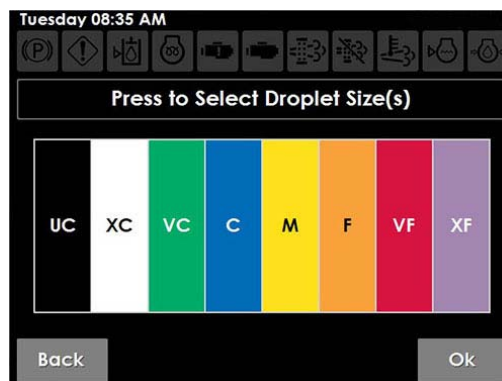 Tuesday 08:35 AM
Press to Select Droplet Size(s)
UC XC VC C M F VF XF
Back Ok